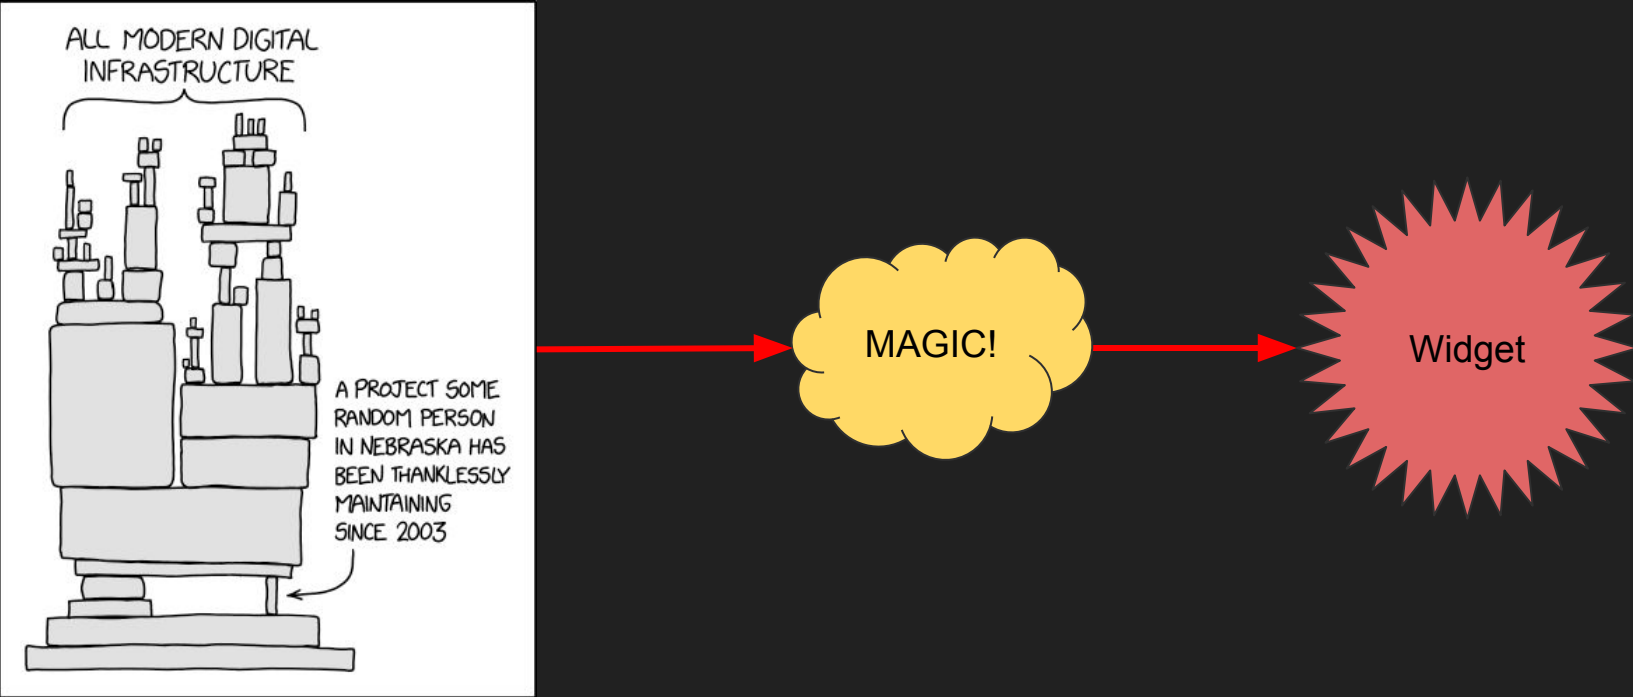 ALL MODERN DIGITAL
INFRASTRUCTURE
A PROJECT SOME
RANDOM PERSON
IN NEBRASKA HAS
BEEN THANKLESSLY
MAINTAINING
SINCE 2003
MAGIC!
Widget